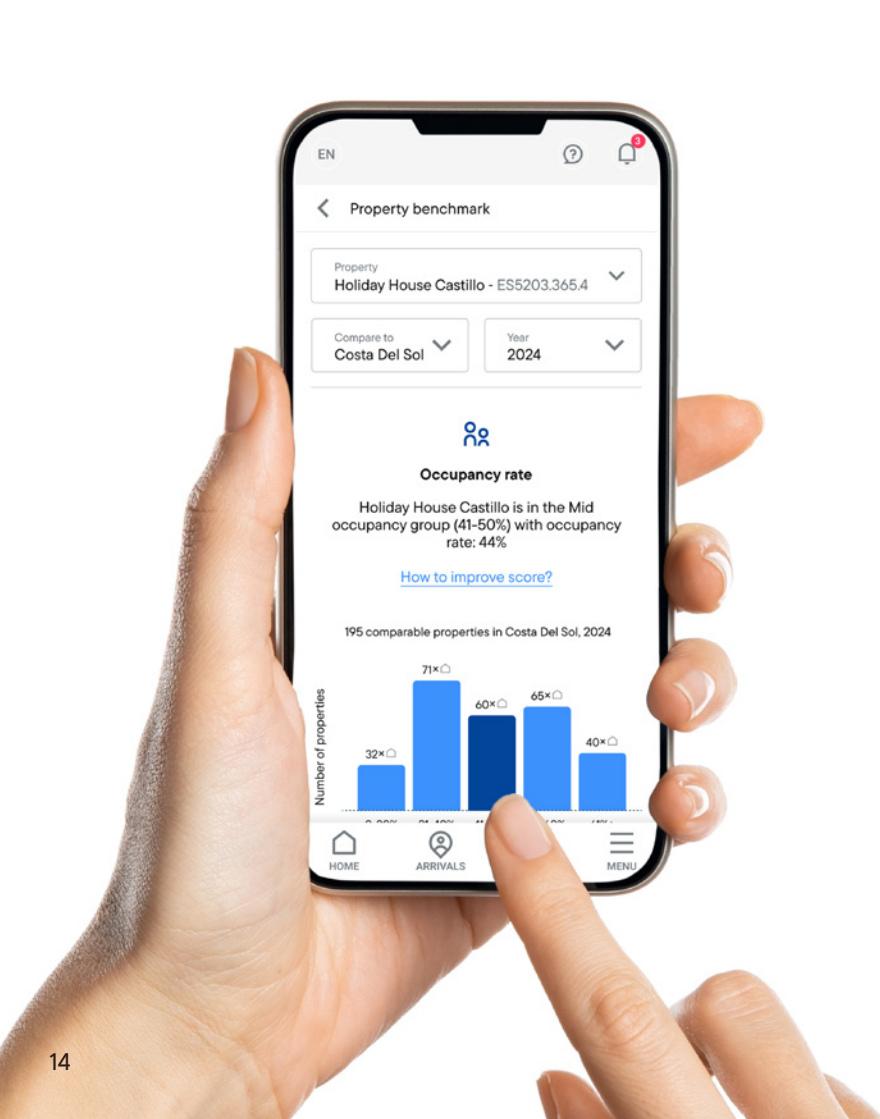 EN
3
Property benchmark
Property
Holiday House Castillo - ES5203.365.4
Compare to
Costa Del Sol
Year
2024
Occupancy rate
Holiday House Castillo is in the Mid
occupancy group (41-50%) with occupancy
rate: 44%
How to improve score?
195 comparable properties in Costa Del Sol, 2024
Number of properties
71×
60×
65×
32×
40×
HOME
ARRIVALS
MENU
14